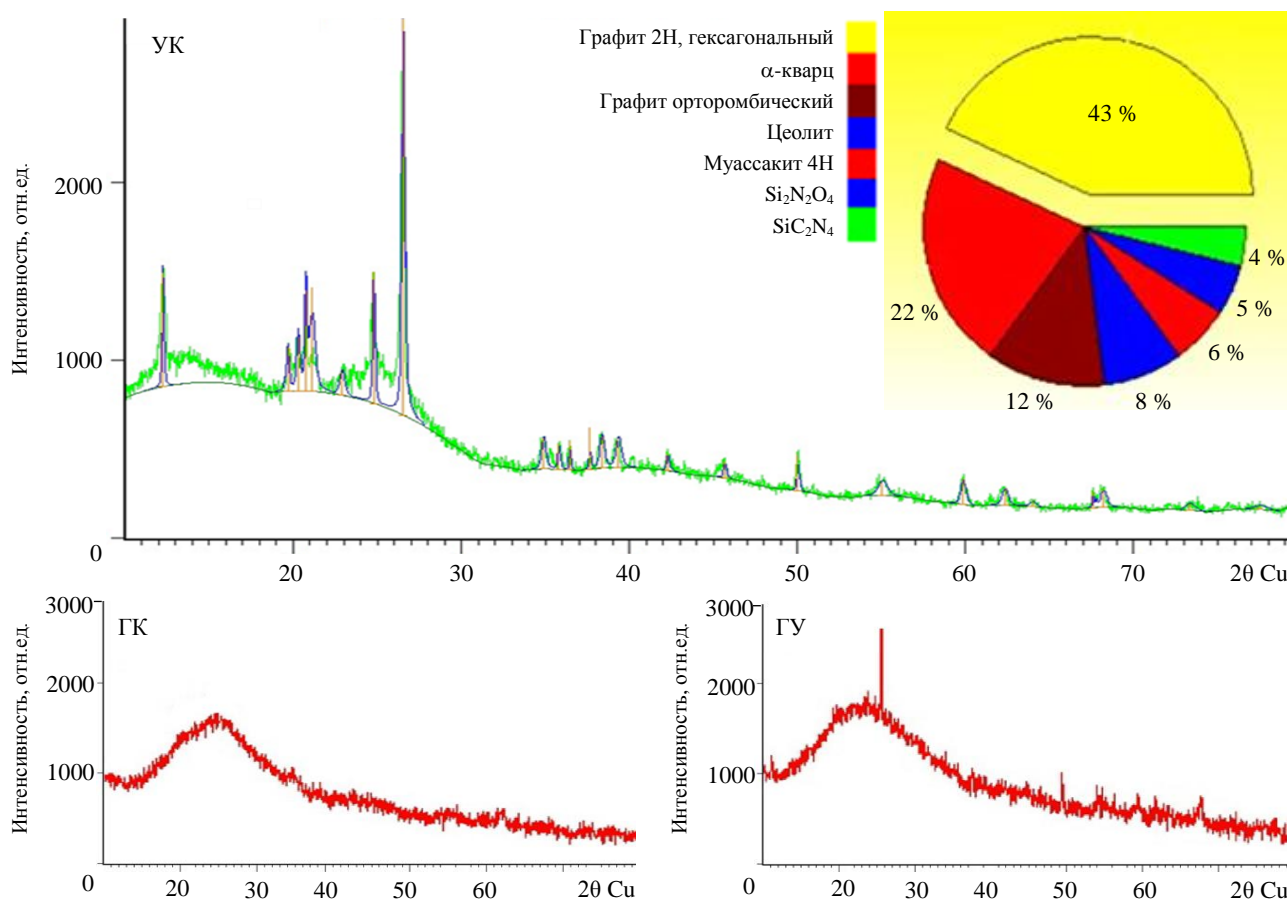 УК
Интенсивность, отн.ед.
2000
1000
0
20
30
40
50
60
70
2θ Cu
Графит 2H, гексагональный
α-кварц
Графит орторомбический
Цеолит
Муассакит 4H
Si₂N₂O₄
SiC₂N₄
43 %
22 %
12 %
8 %
6 %
5 %
4 %
ГК
Интенсивность, отн.ед.
3000
2000
1000
0
20
30
40
50
60
2θ Cu
ГУ
Интенсивность, отн.ед.
3000
2000
1000
0
20
30
40
50
60
2θ Cu